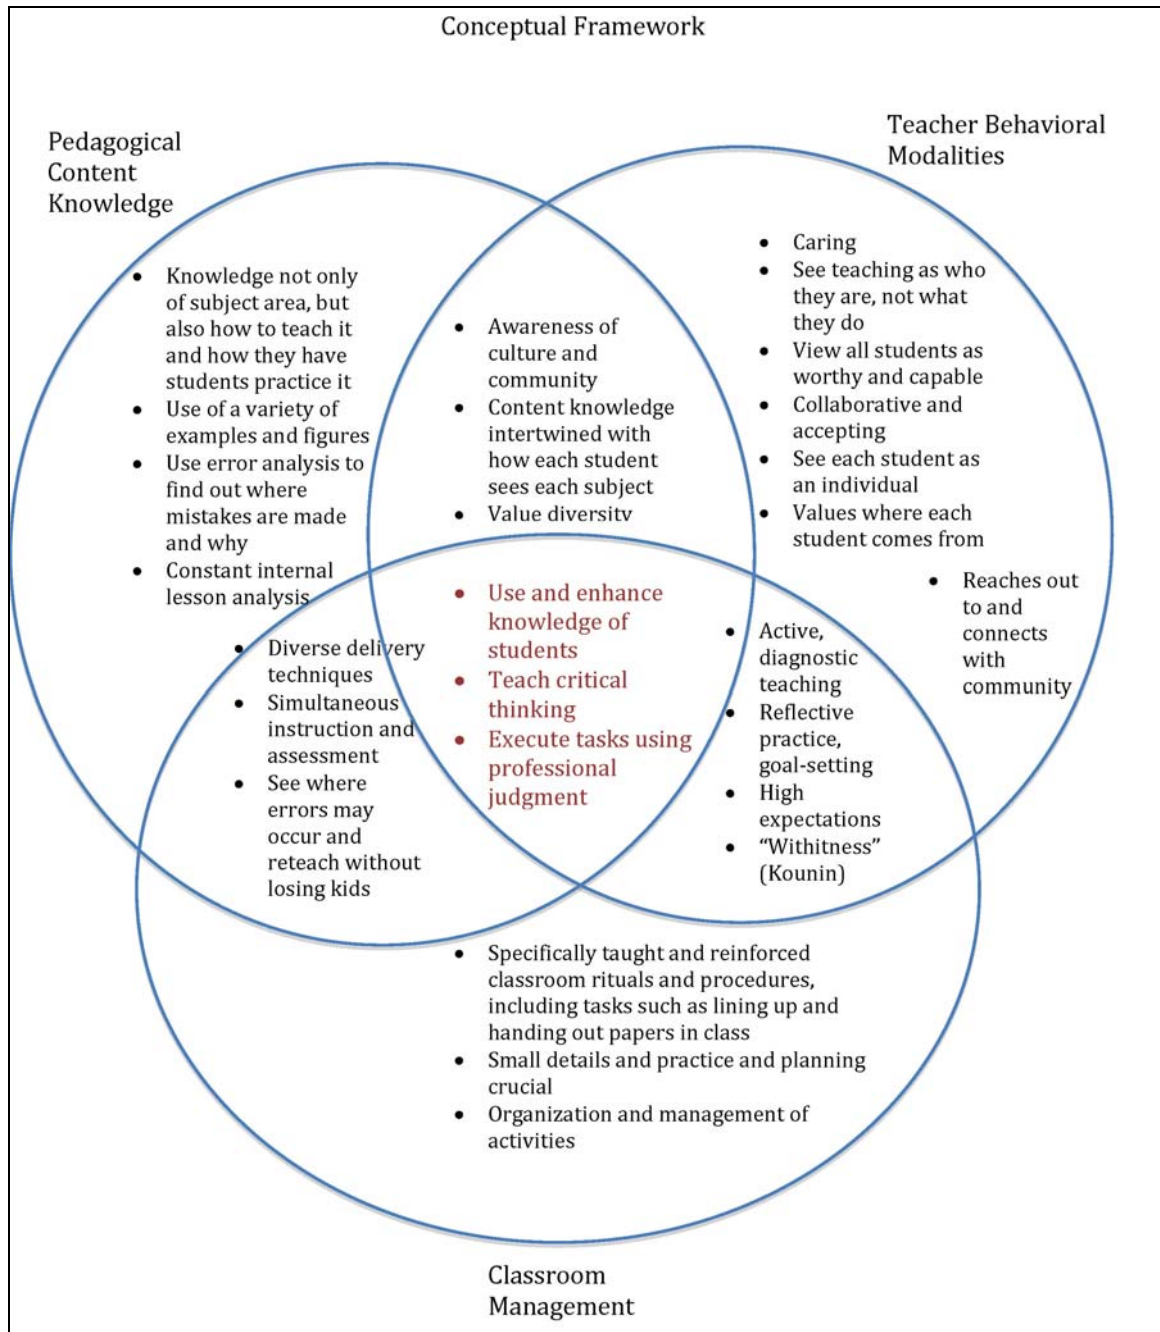 Conceptual Framework
Pedagogical
Content
Knowledge
Teacher Behavioral
Modalities
• Knowledge not only
of subject area, but
also how to teach it
and how they have
students practice it
• Use of a variety of
examples and figures
• Use error analysis to
find out where
mistakes are made
and why
• Constant internal
lesson analysis
• Awareness of
culture and
community
• Content knowledge
intertwined with
how each student
sees each subject
• Value diversity
• Caring
• See teaching as who
they are, not what
they do
• View all students as
worthy and capable
• Collaborative and
accepting
• See each student as
an individual
• Values where each
student comes from
• Reaches out
to and
connects
with
community
• Diverse delivery
techniques
• Simultaneous
instruction and
assessment
• See where
errors may
occur and
reteach without
losing kids
• Use and enhance
knowledge of
students
• Teach critical
thinking
• Execute tasks using
professional
judgment
• Active,
diagnostic
teaching
• Reflective
practice,
goal-setting
• High
expectations
• “Withitness”
(Kounin)
• Specifically taught and reinforced
classroom rituals and procedures,
including tasks such as lining up and
handing out papers in class
• Small details and practice and planning
crucial
• Organization and management of
activities
Classroom
Management